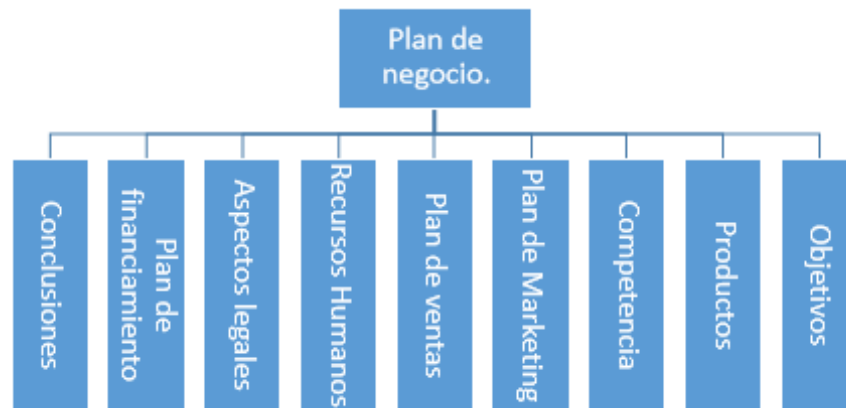 Plan de
negocio.
Conclusiones
Plan de
financiamiento
Aspectos legales
Recursos Humanos
Plan de ventas
Plan de Marketing
Competencia
Productos
Objetivos